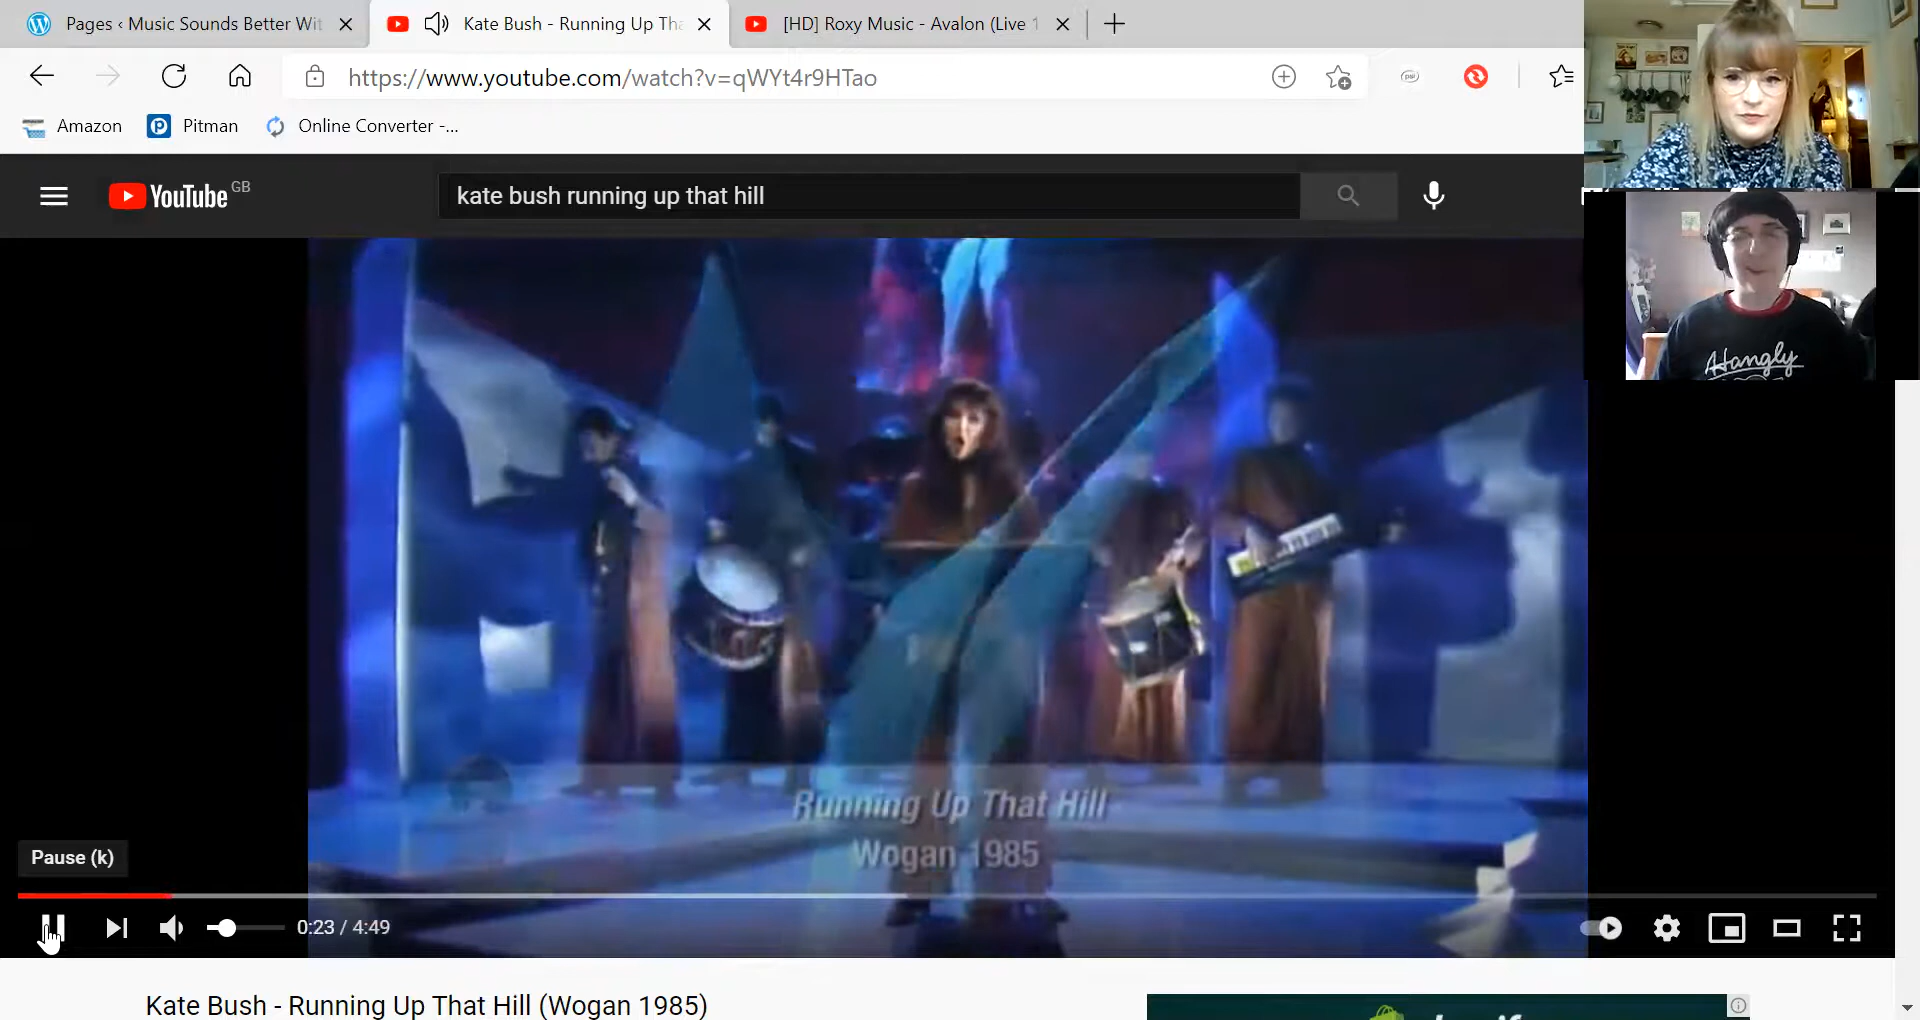 Pages ‹ Music Sounds Better Wit
Kate Bush - Running Up Tha
[HD] Roxy Music - Avalon (Live 1
https://www.youtube.com/watch?v=qWYt4r9HTao
Amazon
Pitman
Online Converter -...
YouTube GB
kate bush running up that hill
Hangly
Running Up That Hill
Wogan 1985
Pause (k)
0:23 / 4:49
Kate Bush - Running Up That Hill (Wogan 1985)